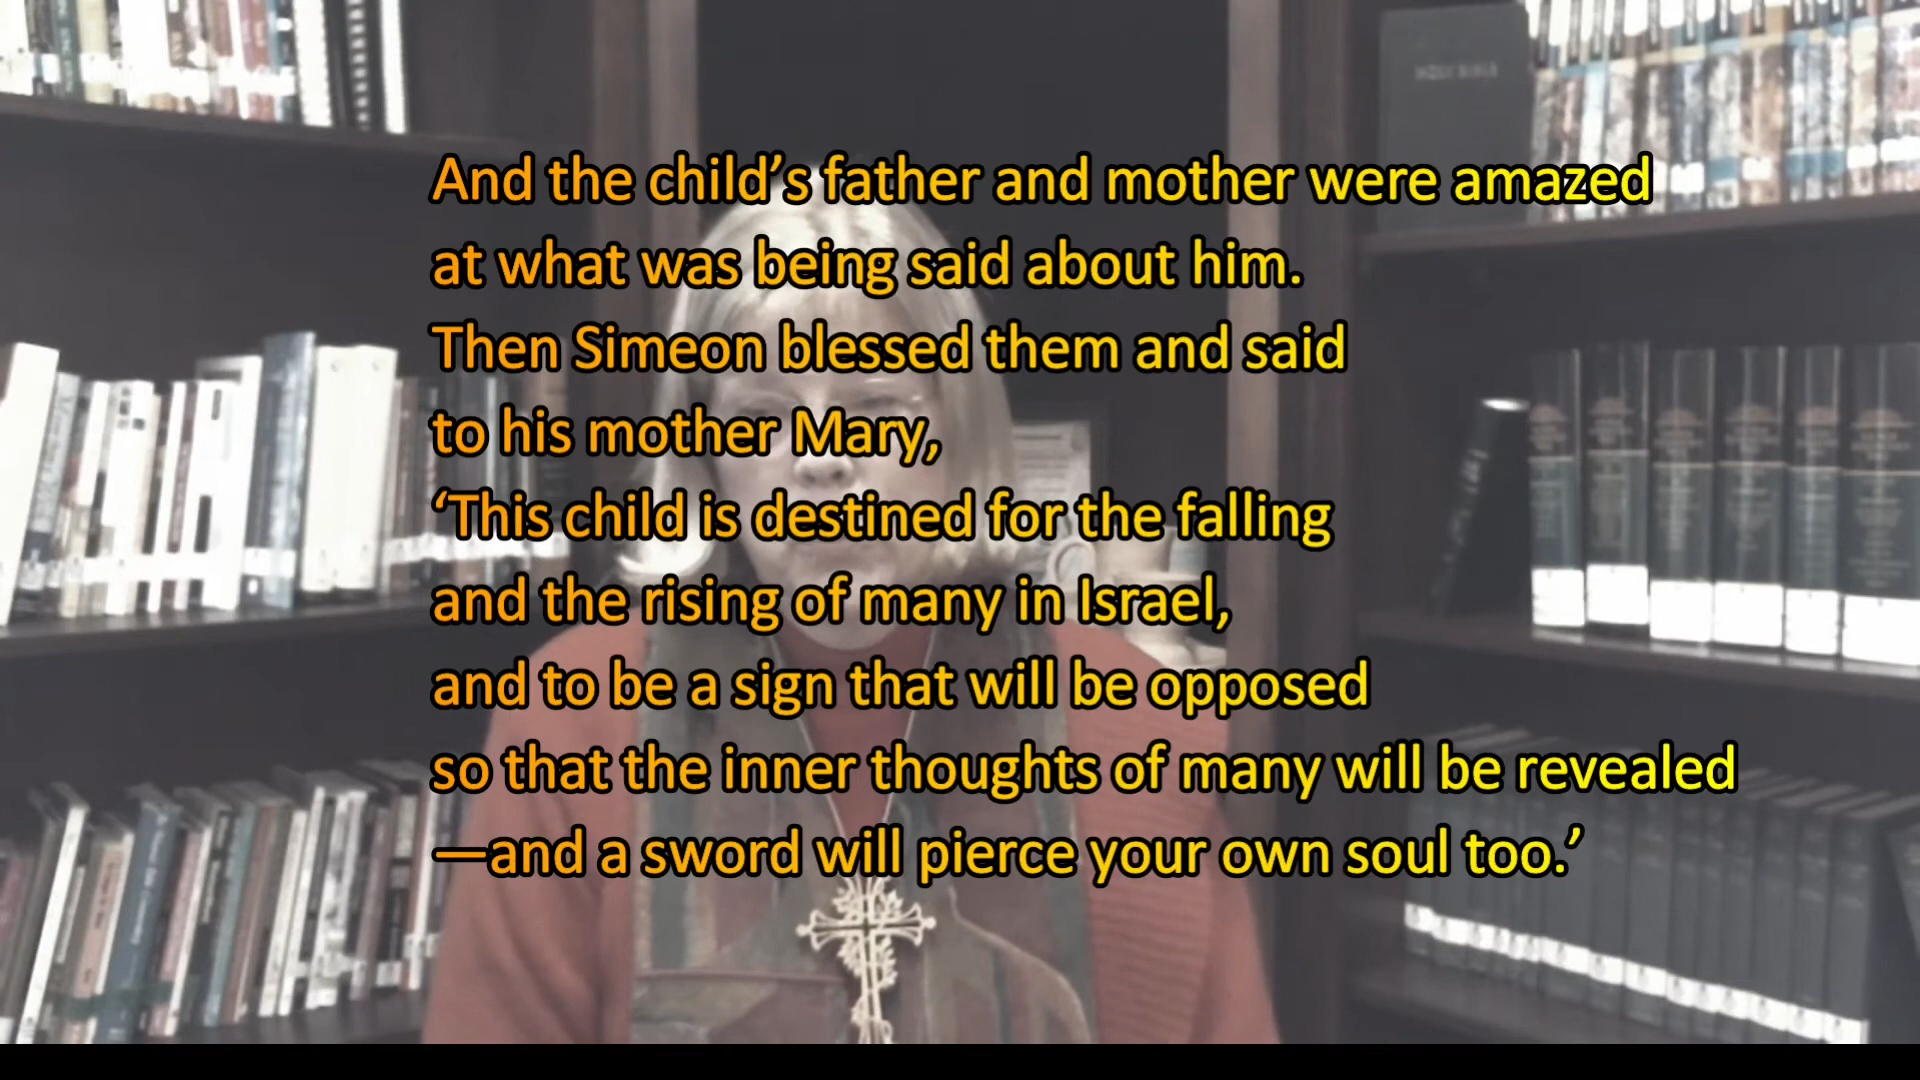 HOLY BIBLE
And the child’s father and mother were amazed
at what was being said about him.
Then Simeon blessed them and said
to his mother Mary,
‘This child is destined for the falling
and the rising of many in Israel,
and to be a sign that will be opposed
so that the inner thoughts of many will be revealed
—and a sword will pierce your own soul too.’